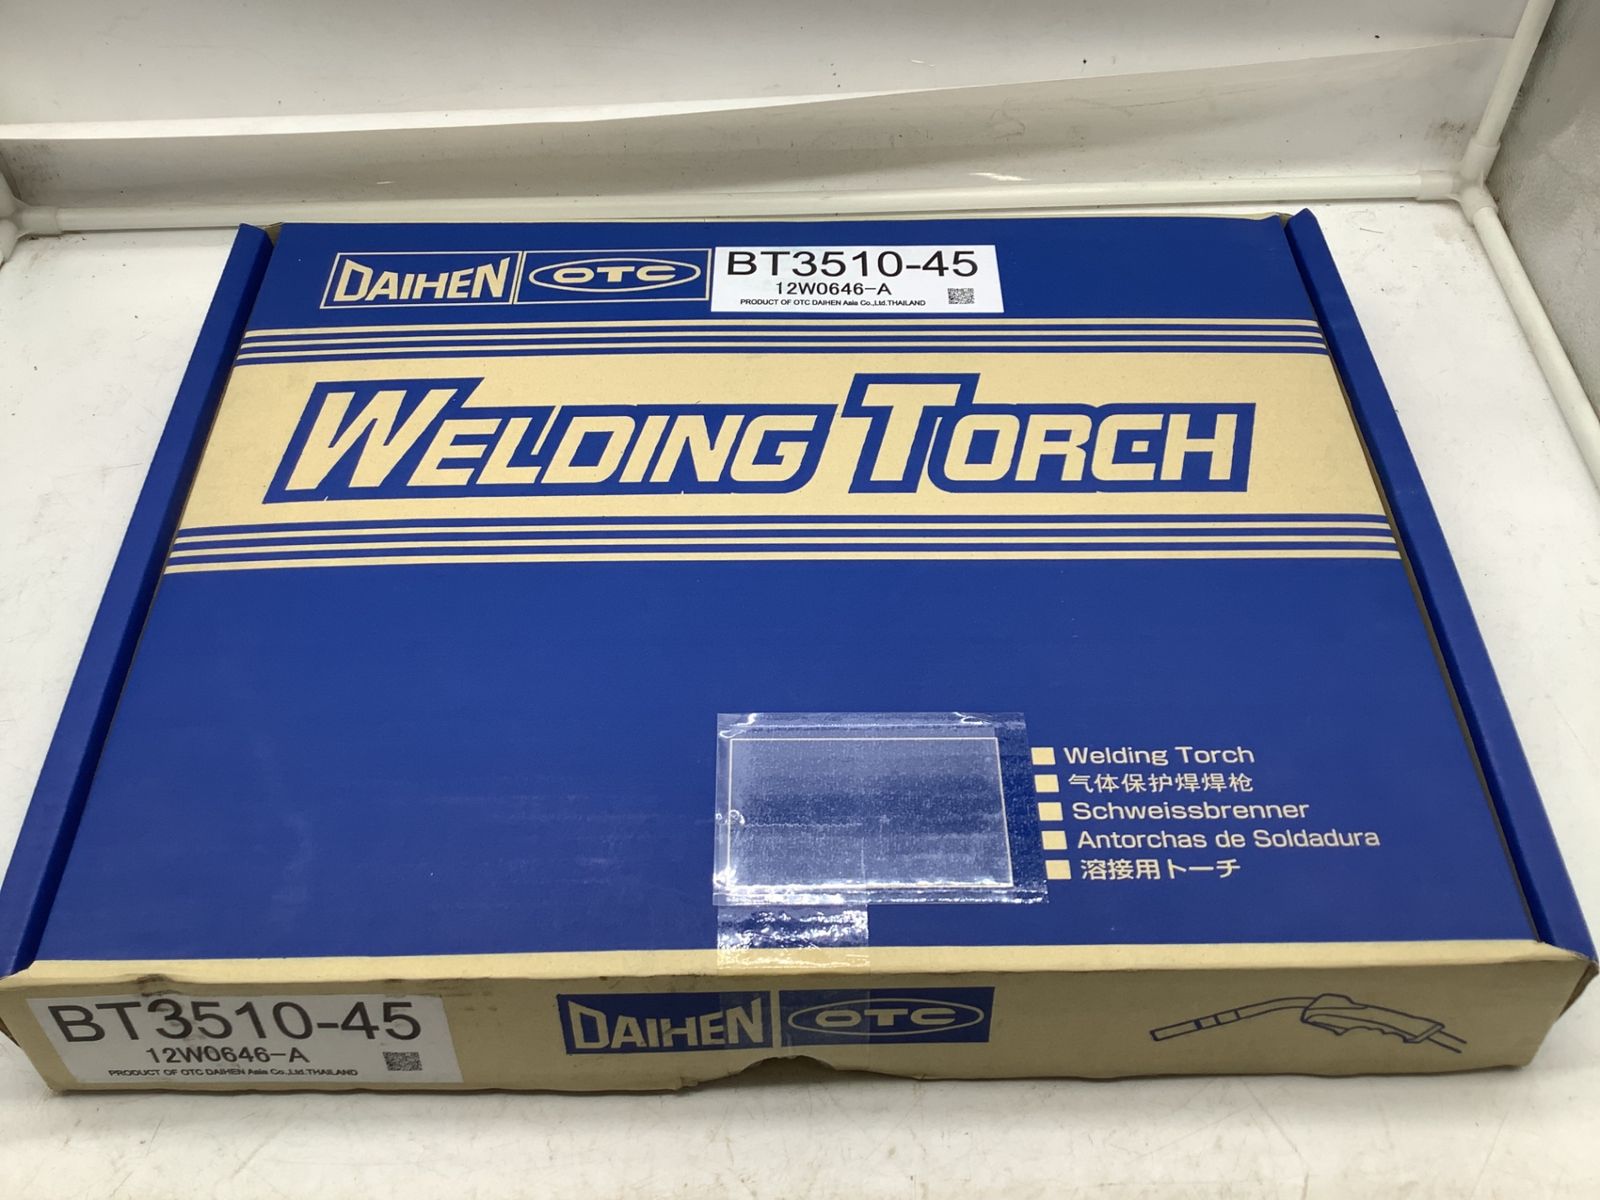 DAIHEN OTC
BT3510-45
12W0646-A
PRODUCT OF OTC DAIHEN Asia Co.,Ltd.THAILAND
WELDING TORCH
Welding Torch
气体保护焊焊枪
Schweissbrenner
Antorchas de Soldadura
溶接用トーチ
BT3510-45
12W0646-A
PRODUCT OF OTC DAIHEN Asia Co.,Ltd.THAILAND
DAIHEN OTC